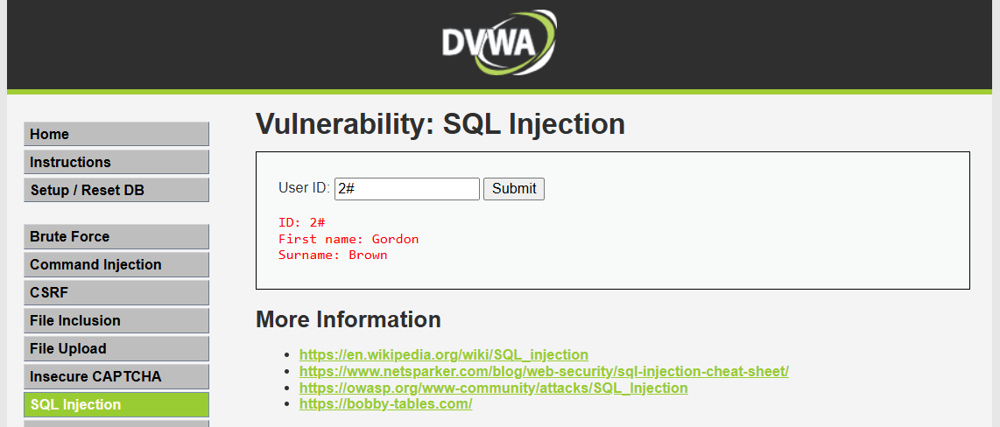 DVWA
Home
Instructions
Setup / Reset DB
Brute Force
Command Injection
CSRF
File Inclusion
File Upload
Insecure CAPTCHA
SQL Injection
Vulnerability: SQL Injection
User ID: 2# Submit
ID: 2#
First name: Gordon
Surname: Brown
More Information
https://en.wikipedia.org/wiki/SQL_injection
https://www.netsparker.com/blog/web-security/sql-injection-cheat-sheet/
https://owasp.org/www-community/attacks/SQL_Injection
https://bobby-tables.com/